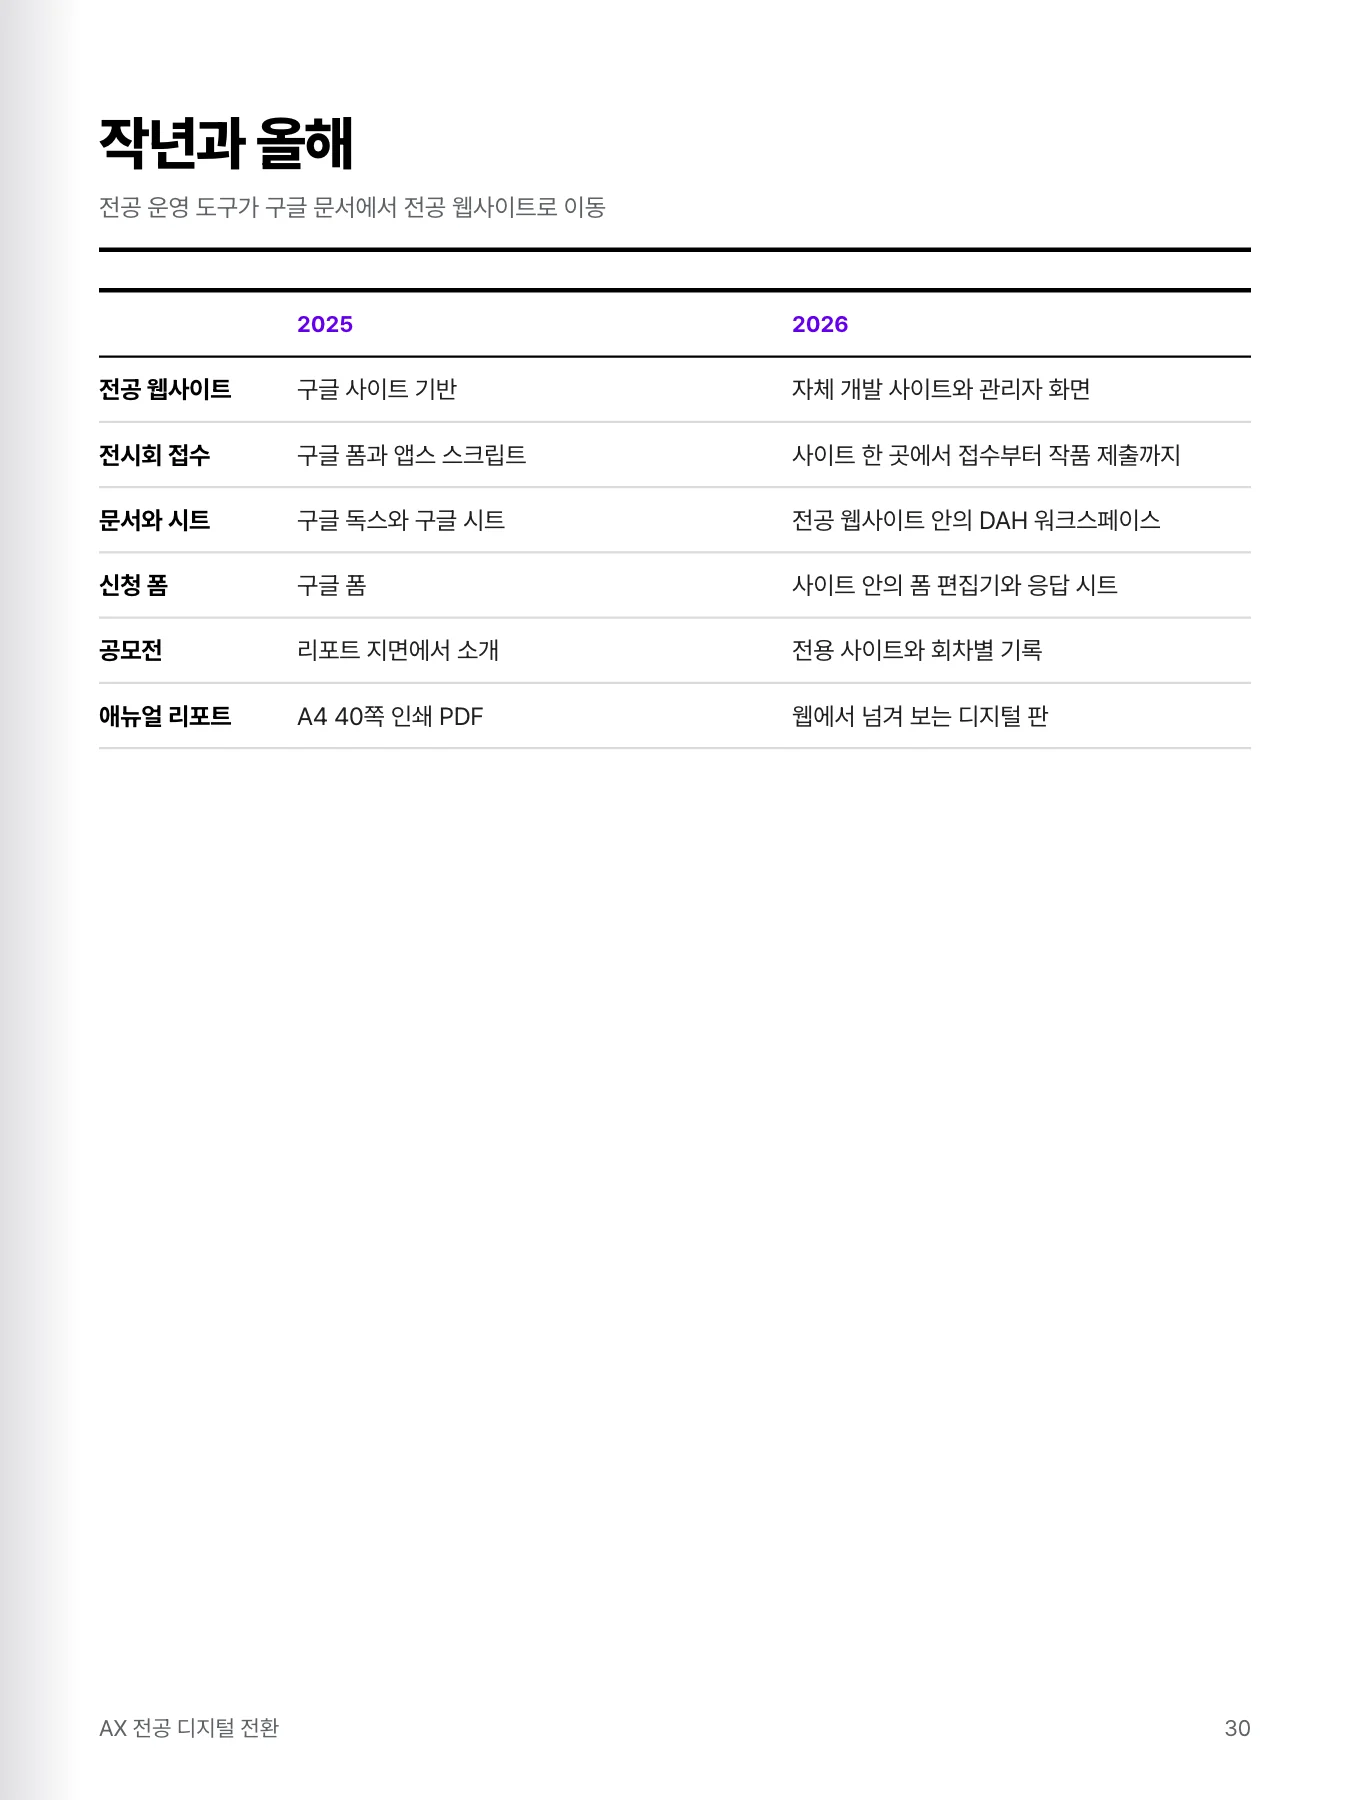 작년과 올해
전공 운영 도구가 구글 문서에서 전공 웹사이트로 이동
2025 2026
전공 웹사이트 구글 사이트 기반 자체 개발 사이트와 관리자 화면
전시회 접수 구글 폼과 앱스 스크립트 사이트 한 곳에서 접수부터 작품 제출까지
문서와 시트 구글 독스와 구글 시트 전공 웹사이트 안의 DAH 워크스페이스
신청 폼 구글 폼 사이트 안의 폼 편집기와 응답 시트
공모전 리포트 지면에서 소개 전용 사이트와 회차별 기록
애뉴얼 리포트 A4 40쪽 인쇄 PDF 웹에서 넘겨 보는 디지털 판
AX 전공 디지털 전환 30